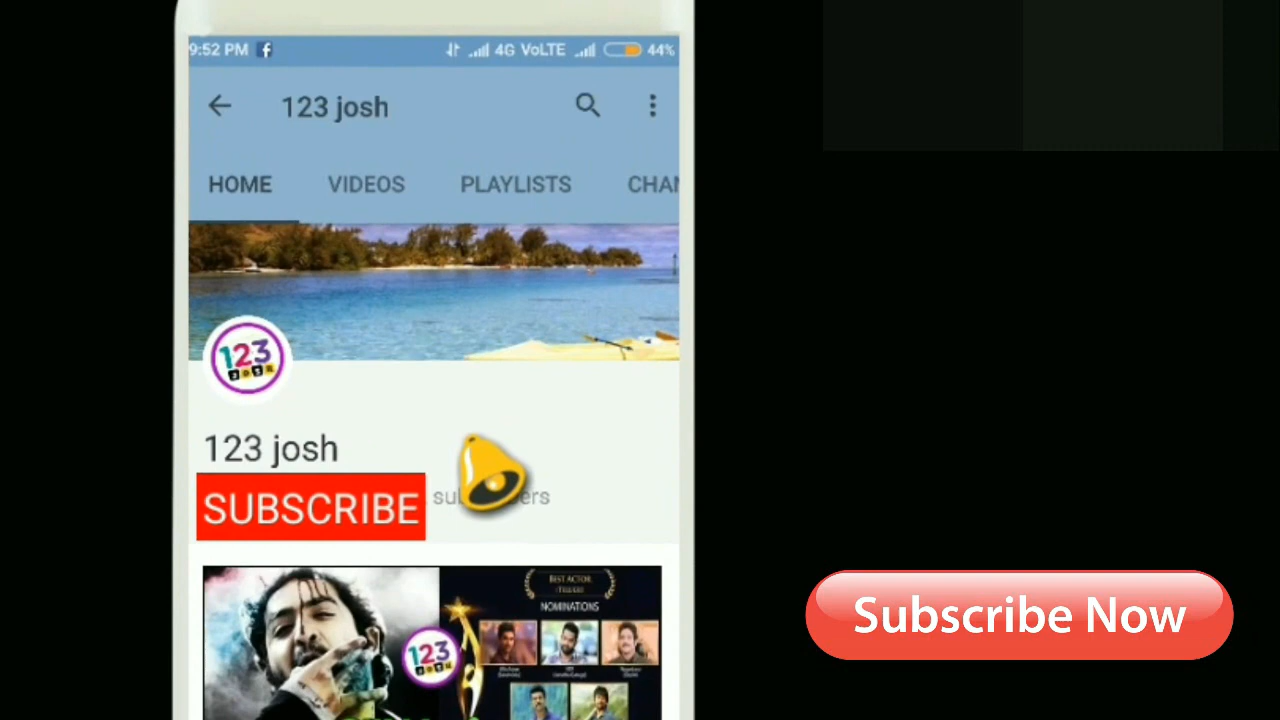 9:52 PM
4G VoLTE
44%
123 josh
HOME VIDEOS PLAYLISTS CHAN
123
123 josh
SUBSCRIBE
Subscribe Now
BEST ACTOR
NOMINATIONS
123